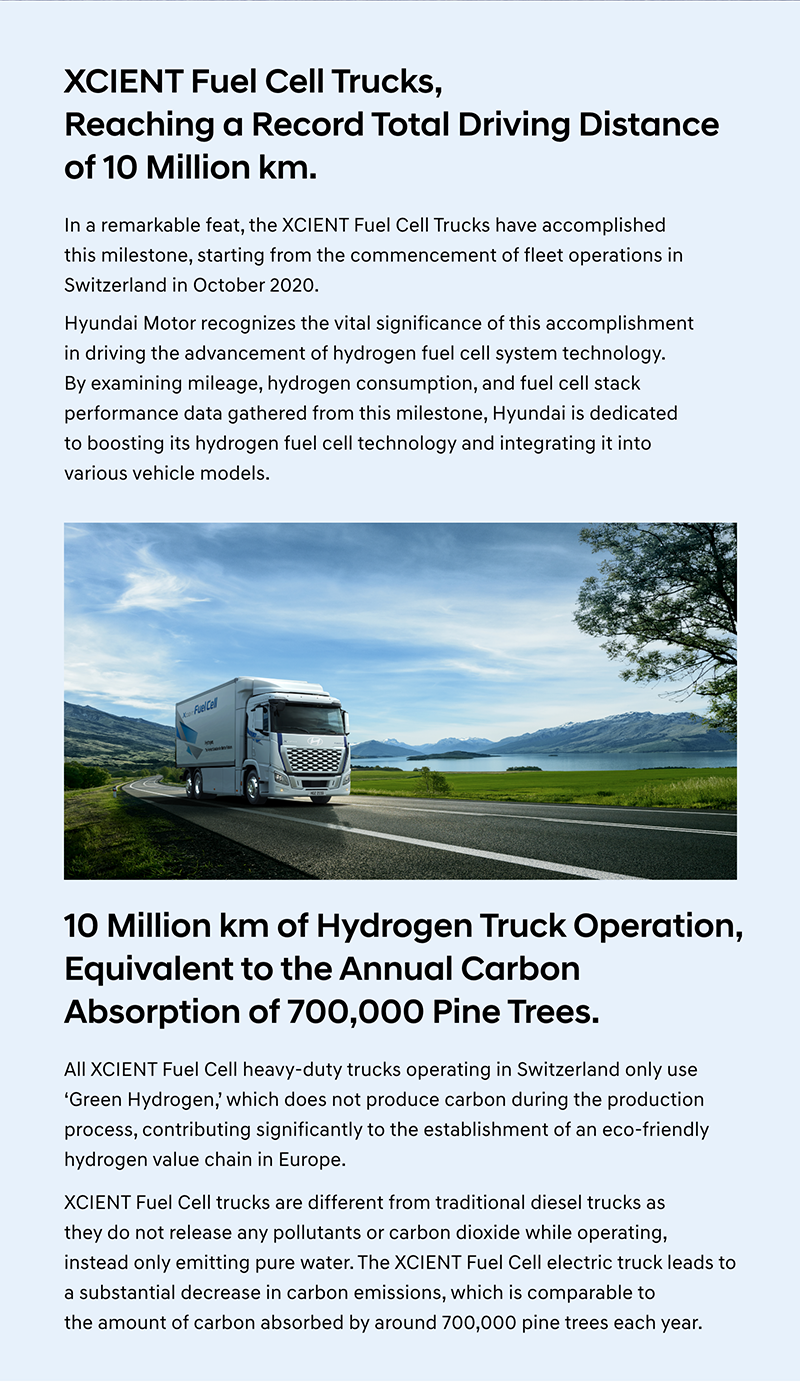 XCIENT Fuel Cell Trucks,
Reaching a Record Total Driving Distance
of 10 Million km.
In a remarkable feat, the XCIENT Fuel Cell Trucks have accomplished
this milestone, starting from the commencement of fleet operations in
Switzerland in October 2020.
Hyundai Motor recognizes the vital significance of this accomplishment
in driving the advancement of hydrogen fuel cell system technology.
By examining mileage, hydrogen consumption, and fuel cell stack
performance data gathered from this milestone, Hyundai is dedicated
to boosting its hydrogen fuel cell technology and integrating it into
various vehicle models.
Xcient Fuel Cell
10 Million km of Hydrogen Truck Operation,
Equivalent to the Annual Carbon
Absorption of 700,000 Pine Trees.
All XCIENT Fuel Cell heavy-duty trucks operating in Switzerland only use
‘Green Hydrogen,’ which does not produce carbon during the production
process, contributing significantly to the establishment of an eco-friendly
hydrogen value chain in Europe.
XCIENT Fuel Cell trucks are different from traditional diesel trucks as
they do not release any pollutants or carbon dioxide while operating,
instead only emitting pure water. The XCIENT Fuel Cell electric truck leads to
a substantial decrease in carbon emissions, which is comparable to
the amount of carbon absorbed by around 700,000 pine trees each year.